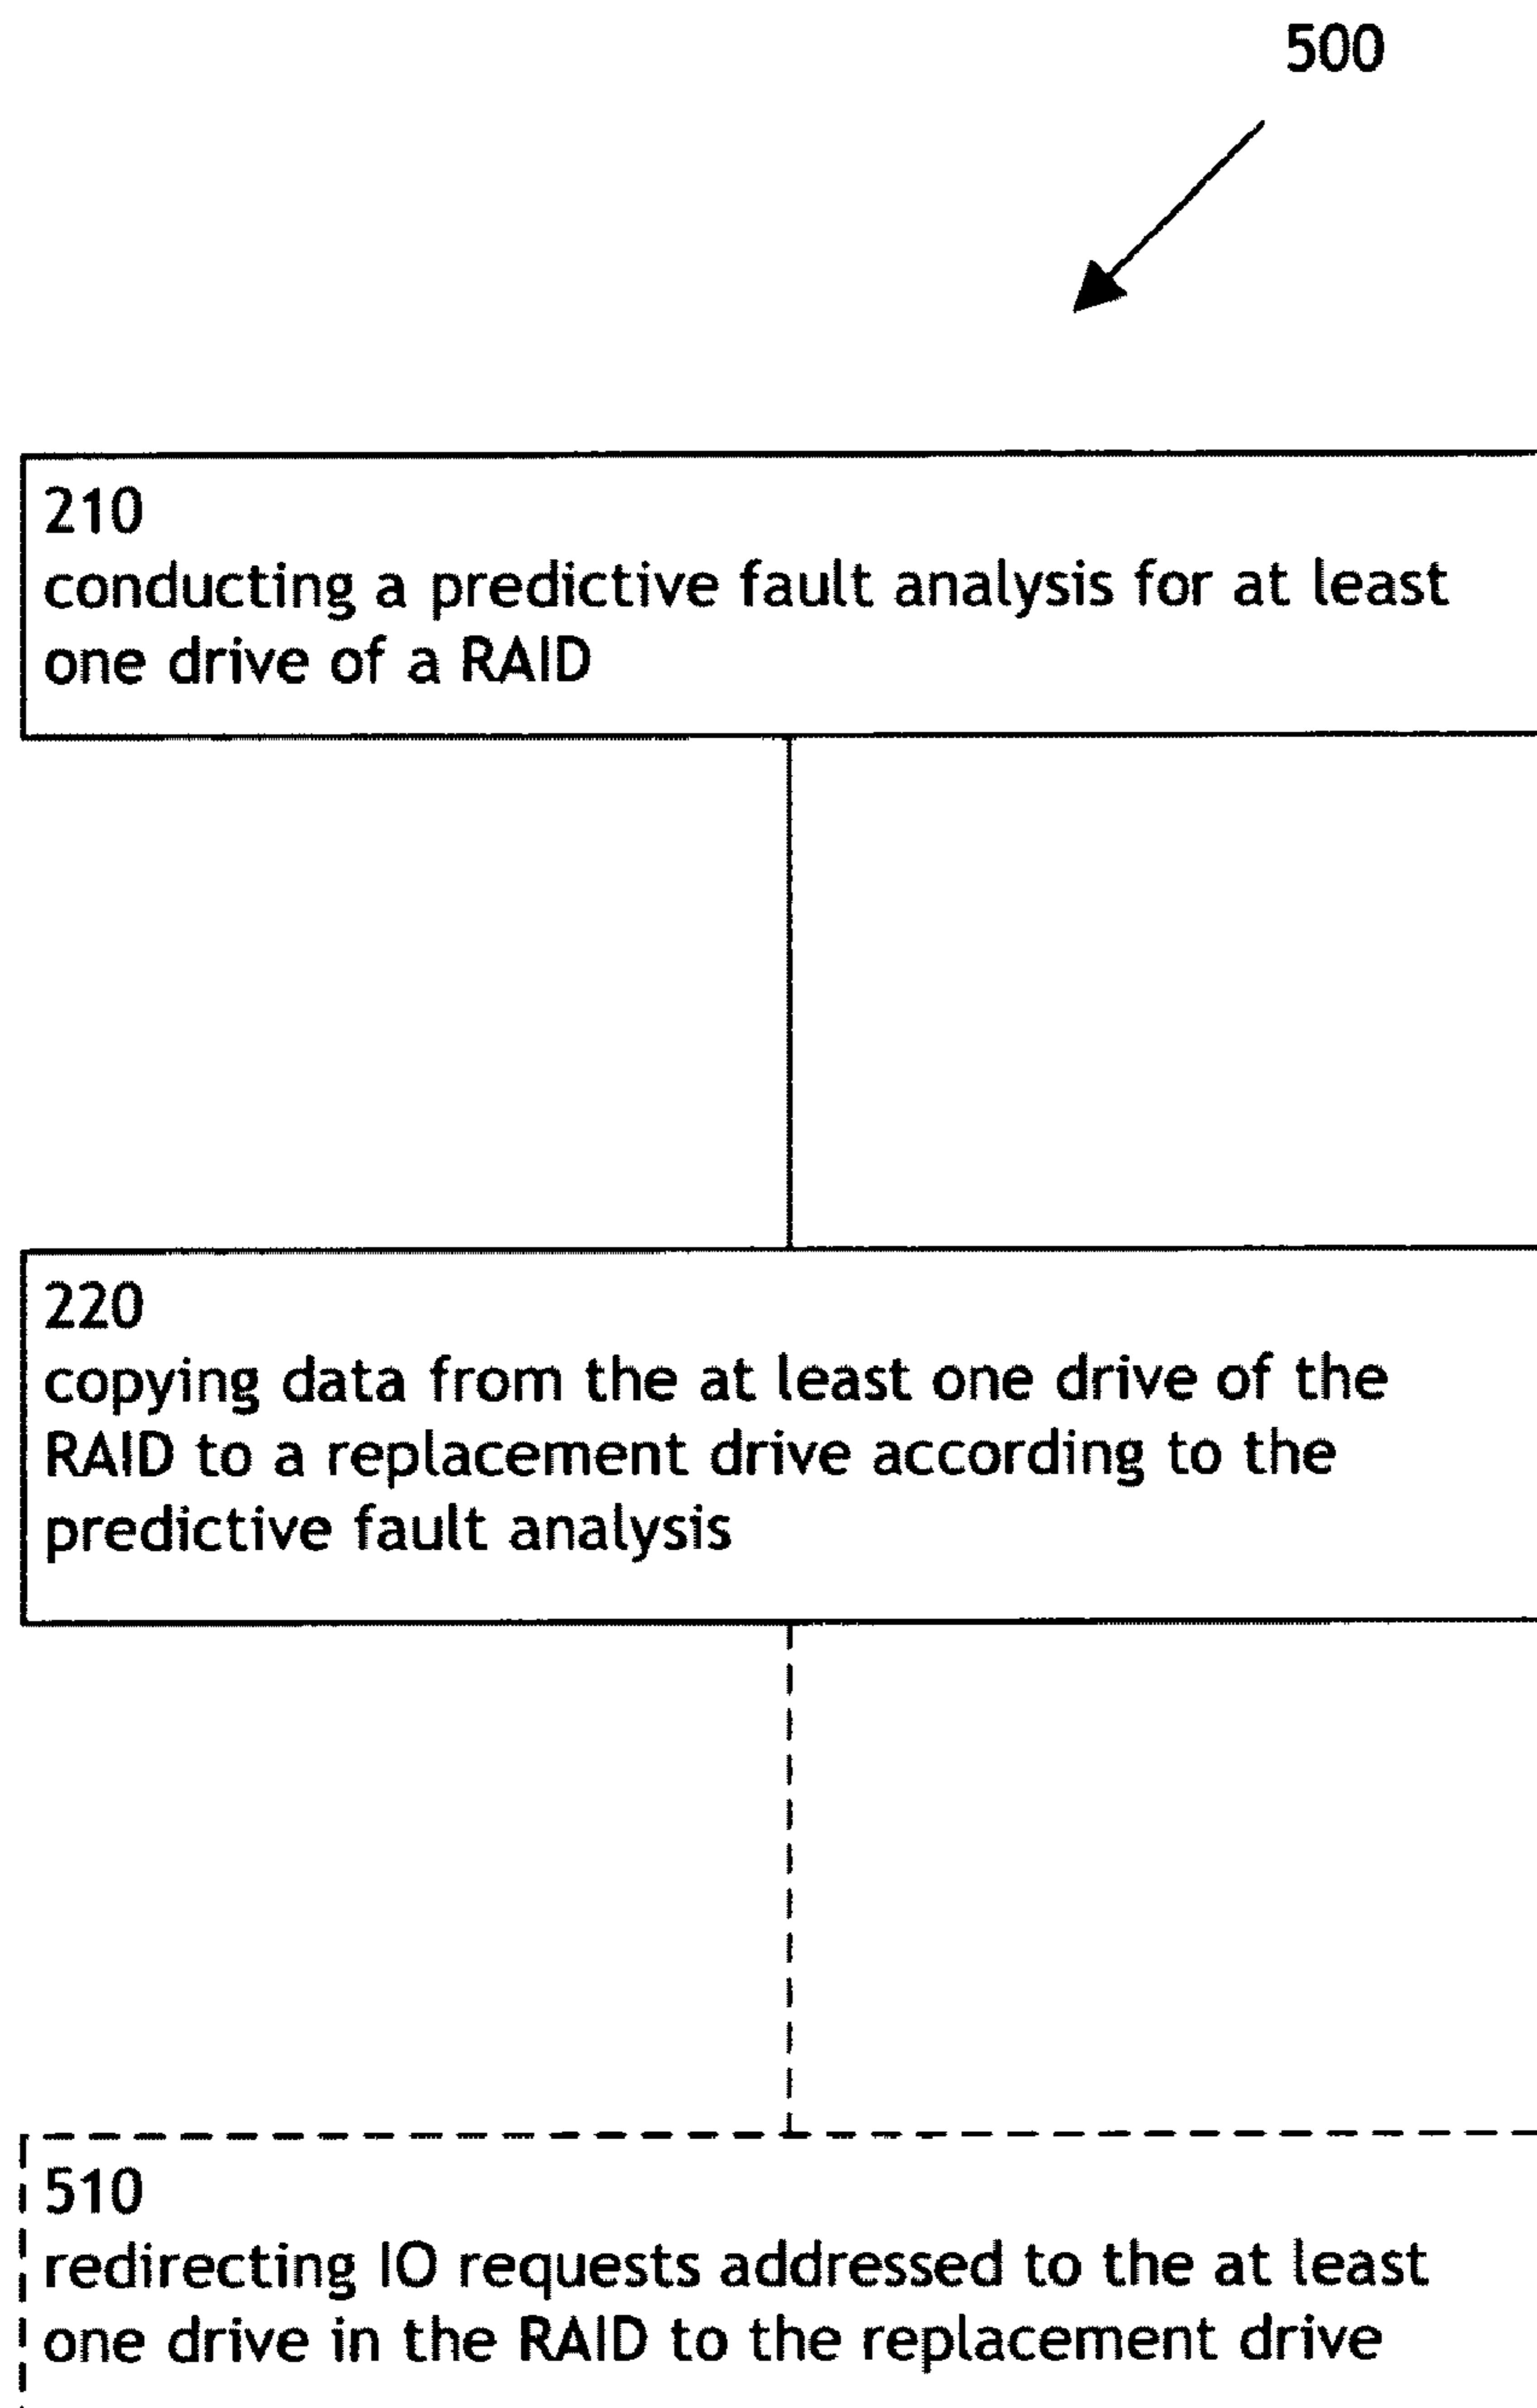 500
210
conducting a predictive fault analysis for at least
one drive of a RAID
220
copying data from the at least one drive of the
RAID to a replacement drive according to the
predictive fault analysis
510
redirecting IO requests addressed to the at least
one drive in the RAID to the replacement drive